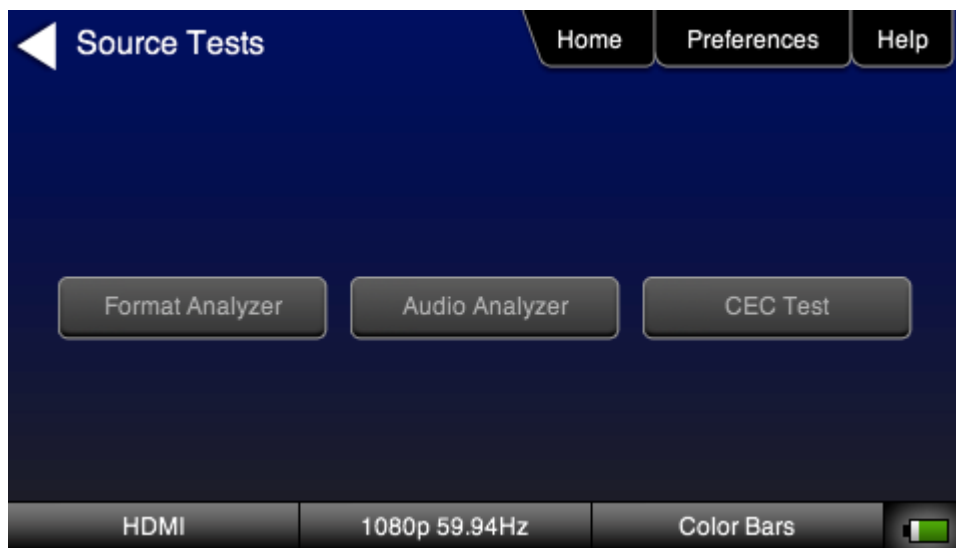 Source Tests
Home
Preferences
Help
Format Analyzer
Audio Analyzer
CEC Test
HDMI
1080p 59.94Hz
Color Bars